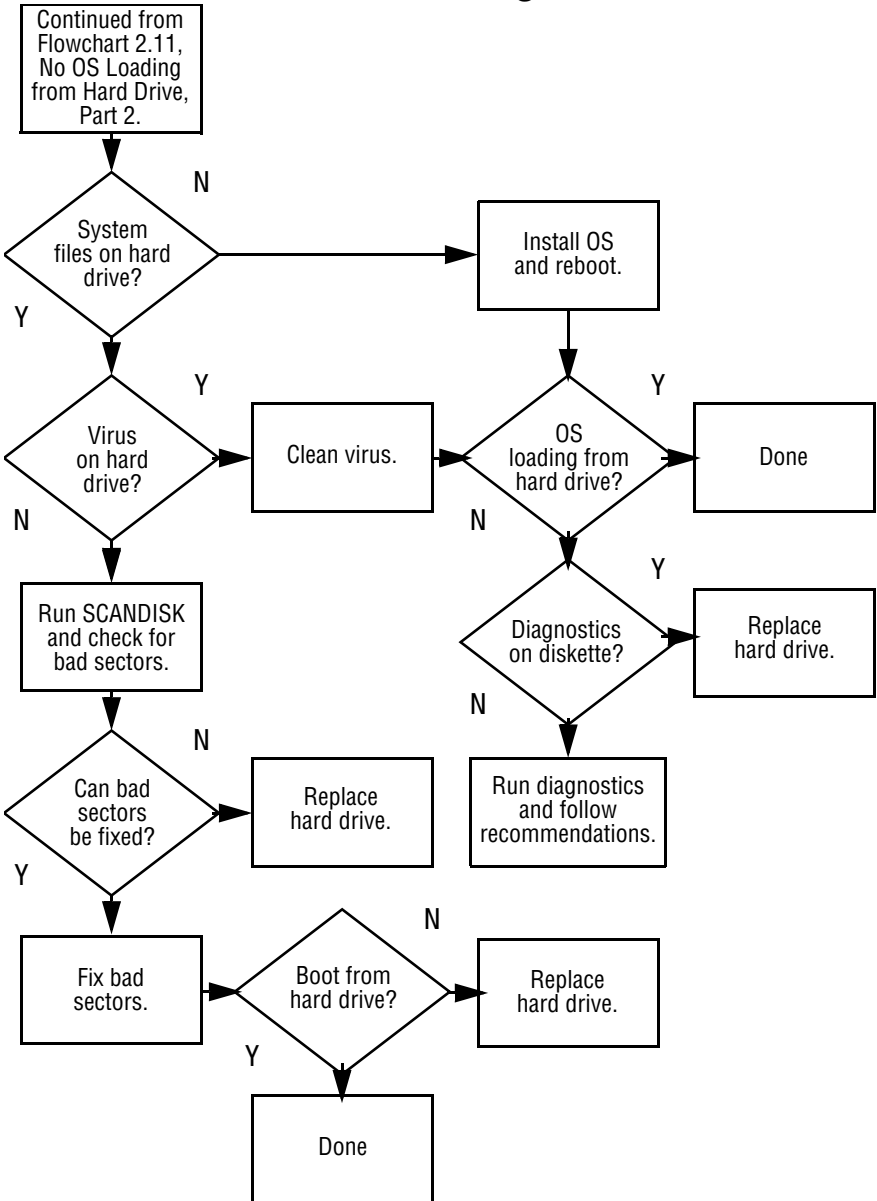 Continued from
Flowchart 2.11,
No OS Loading
from Hard Drive,
Part 2.
N
System
files on hard
drive?
Y
Install OS
and reboot.
Y
Virus
on hard
drive?
N
Clean virus.
Y
OS
loading from
hard drive?
N
Done
Run SCANDISK
and check for
bad sectors.
Y
Diagnostics
on diskette?
N
Replace
hard drive.
N
Can bad
sectors
be fixed?
Y
Replace
hard drive.
Run diagnostics
and follow
recommendations.
Fix bad
sectors.
N
Boot from
hard drive?
Y
Replace
hard drive.
Done